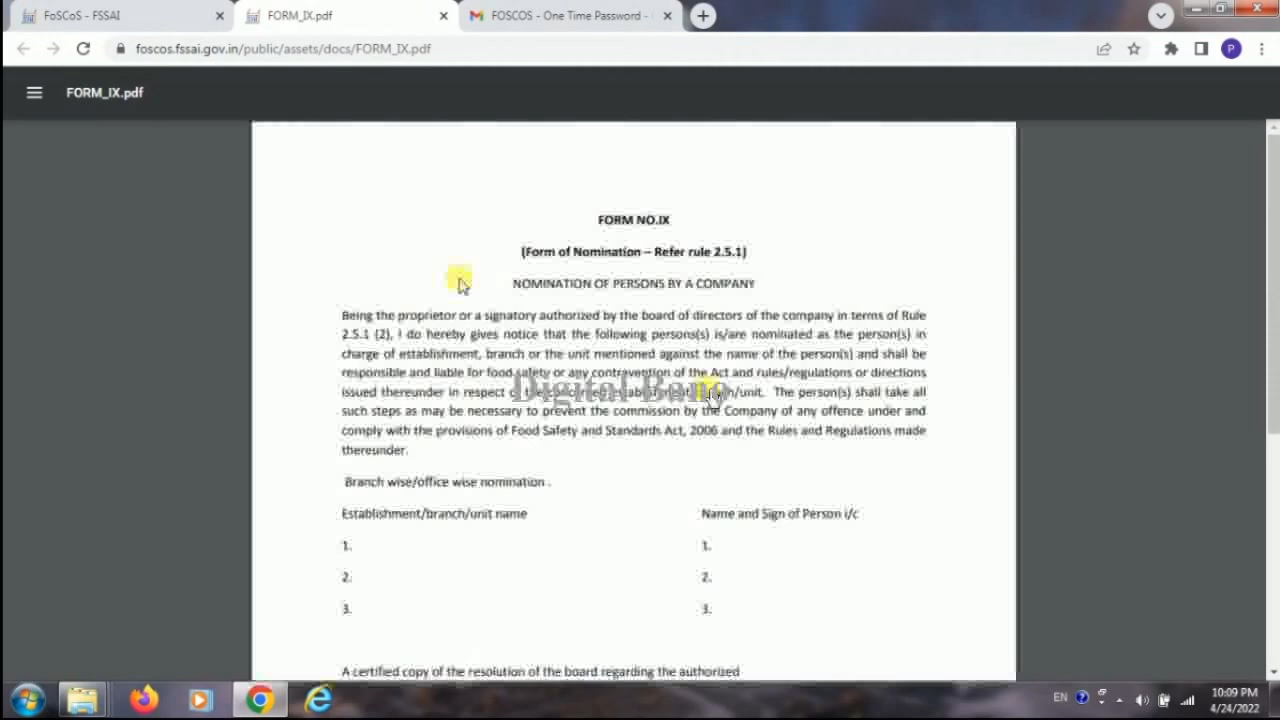 FoSCoS - FSSAI
FORM_IX.pdf
FOSCOS - One Time Password -
foscos.fssai.gov.in/public/assets/docs/FORM_IX.pdf
P
FORM_IX.pdf
FORM NO.IX
(Form of Nomination – Refer rule 2.5.1)
NOMINATION OF PERSONS BY A COMPANY
Being the proprietor or a signatory authorized by the board of directors of the company in terms of Rule
2.5.1 (2), I do hereby gives notice that the following persons(s) is/are nominated as the person(s) in
charge of establishment, branch or the unit mentioned against the name of the person(s) and shall be
responsible and liable for food safety or any contravention of the Act and rules/regulations or directions
issued thereunder in respect of the concerned establishment/branch/unit. The person(s) shall take all
Digital Bano
such steps as may be necessary to prevent the commission by the Company of any offence under and
comply with the provisions of Food Safety and Standards Act, 2006 and the Rules and Regulations made
thereunder.
Branch wise/office wise nomination .
Establishment/branch/unit name Name and Sign of Person i/c
1. 1.
2. 2.
3. 3.
A certified copy of the resolution of the board regarding the authorized
EN
10:09 PM
4/24/2022